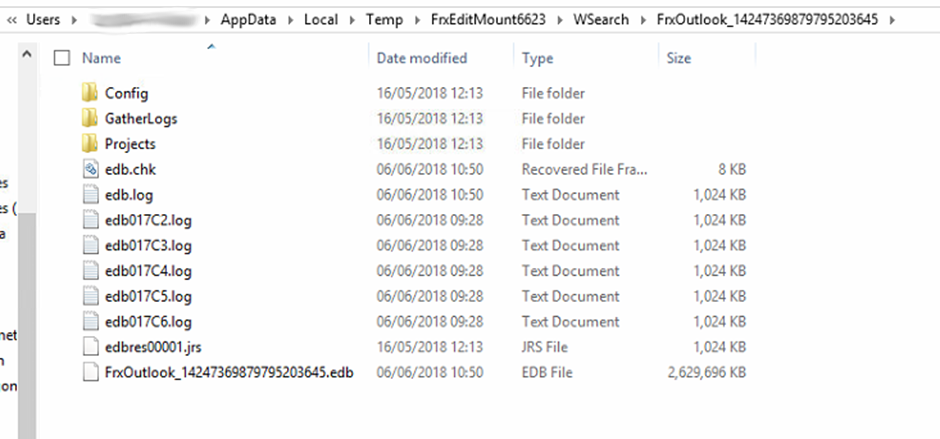 « Users › AppData › Local › Temp › FrxEditMount6623 › WSearch › FrxOutlook_14247369879795203645 ›
Name Date modified Type Size
Config 16/05/2018 12:13 File folder
GatherLogs 16/05/2018 12:13 File folder
Projects 16/05/2018 12:13 File folder
edb.chk 06/06/2018 10:50 Recovered File Fra... 8 KB
edb.log 06/06/2018 10:50 Text Document 1,024 KB
edb017C2.log 06/06/2018 09:28 Text Document 1,024 KB
edb017C3.log 06/06/2018 09:28 Text Document 1,024 KB
edb017C4.log 06/06/2018 09:28 Text Document 1,024 KB
edb017C5.log 06/06/2018 09:28 Text Document 1,024 KB
edb017C6.log 06/06/2018 09:28 Text Document 1,024 KB
edbres00001.jrs 16/05/2018 12:13 JRS File 1,024 KB
FrxOutlook_14247369879795203645.edb 06/06/2018 10:50 EDB File 2,629,696 KB